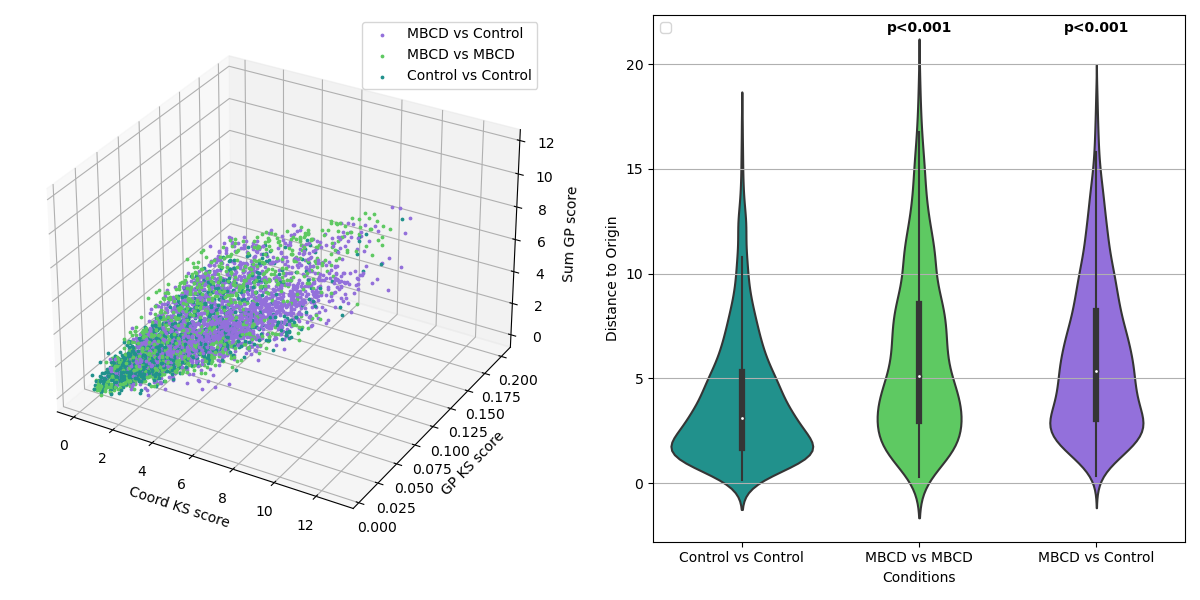 MBCD vs Control
MBCD vs MBCD
Control vs Control
12
10
8
6
4
2
0
Sum GP score
0.200
0.175
0.150
0.125
0.100
0.075
0.050
0.025
0.000
GP KS score
0
2
4
6
8
10
12
Coord KS score
p<0.001
p<0.001
20
15
10
5
0
Distance to Origin
Control vs Control
MBCD vs MBCD
MBCD vs Control
Conditions